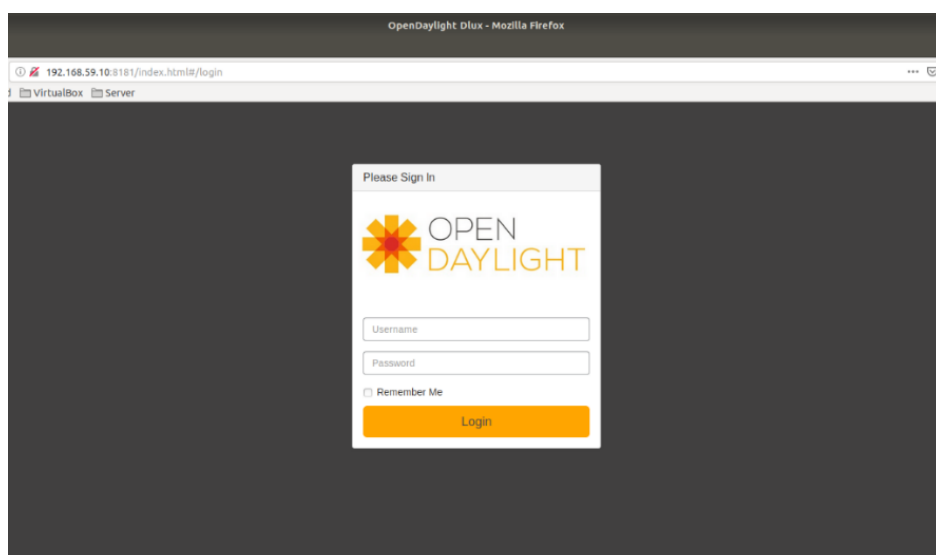 OpenDaylight Dlux - Mozilla Firefox
192.168.59.10:8181/index.html#/login
VirtualBox Server
Please Sign In
OPEN
DAYLIGHT
Username
Password
Remember Me
Login